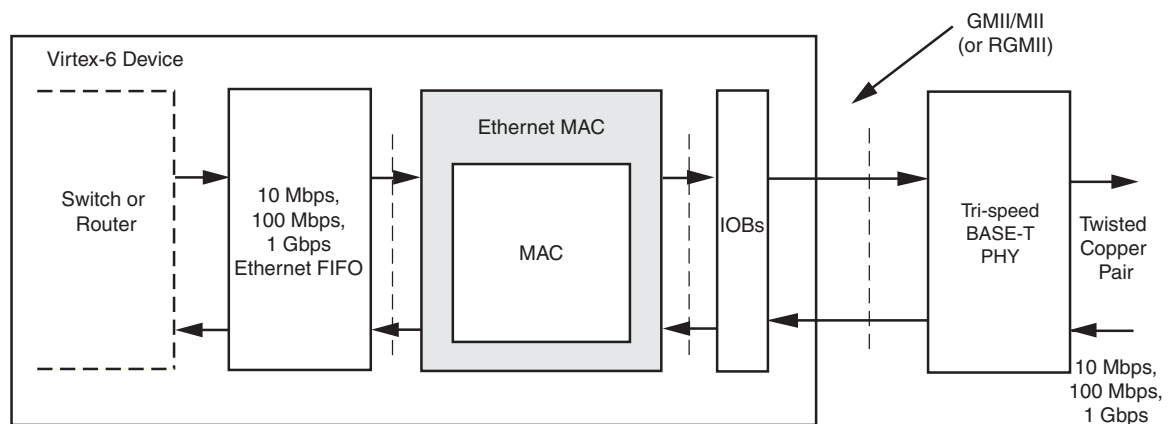 GMII/MII
(or RGMII)
Virtex-6 Device
Switch or
Router
10 Mbps,
100 Mbps,
1 Gbps
Ethernet FIFO
Ethernet MAC
MAC
IOBs
Tri-speed
BASE-T
PHY
Twisted
Copper
Pair
10 Mbps,
100 Mbps,
1 Gbps